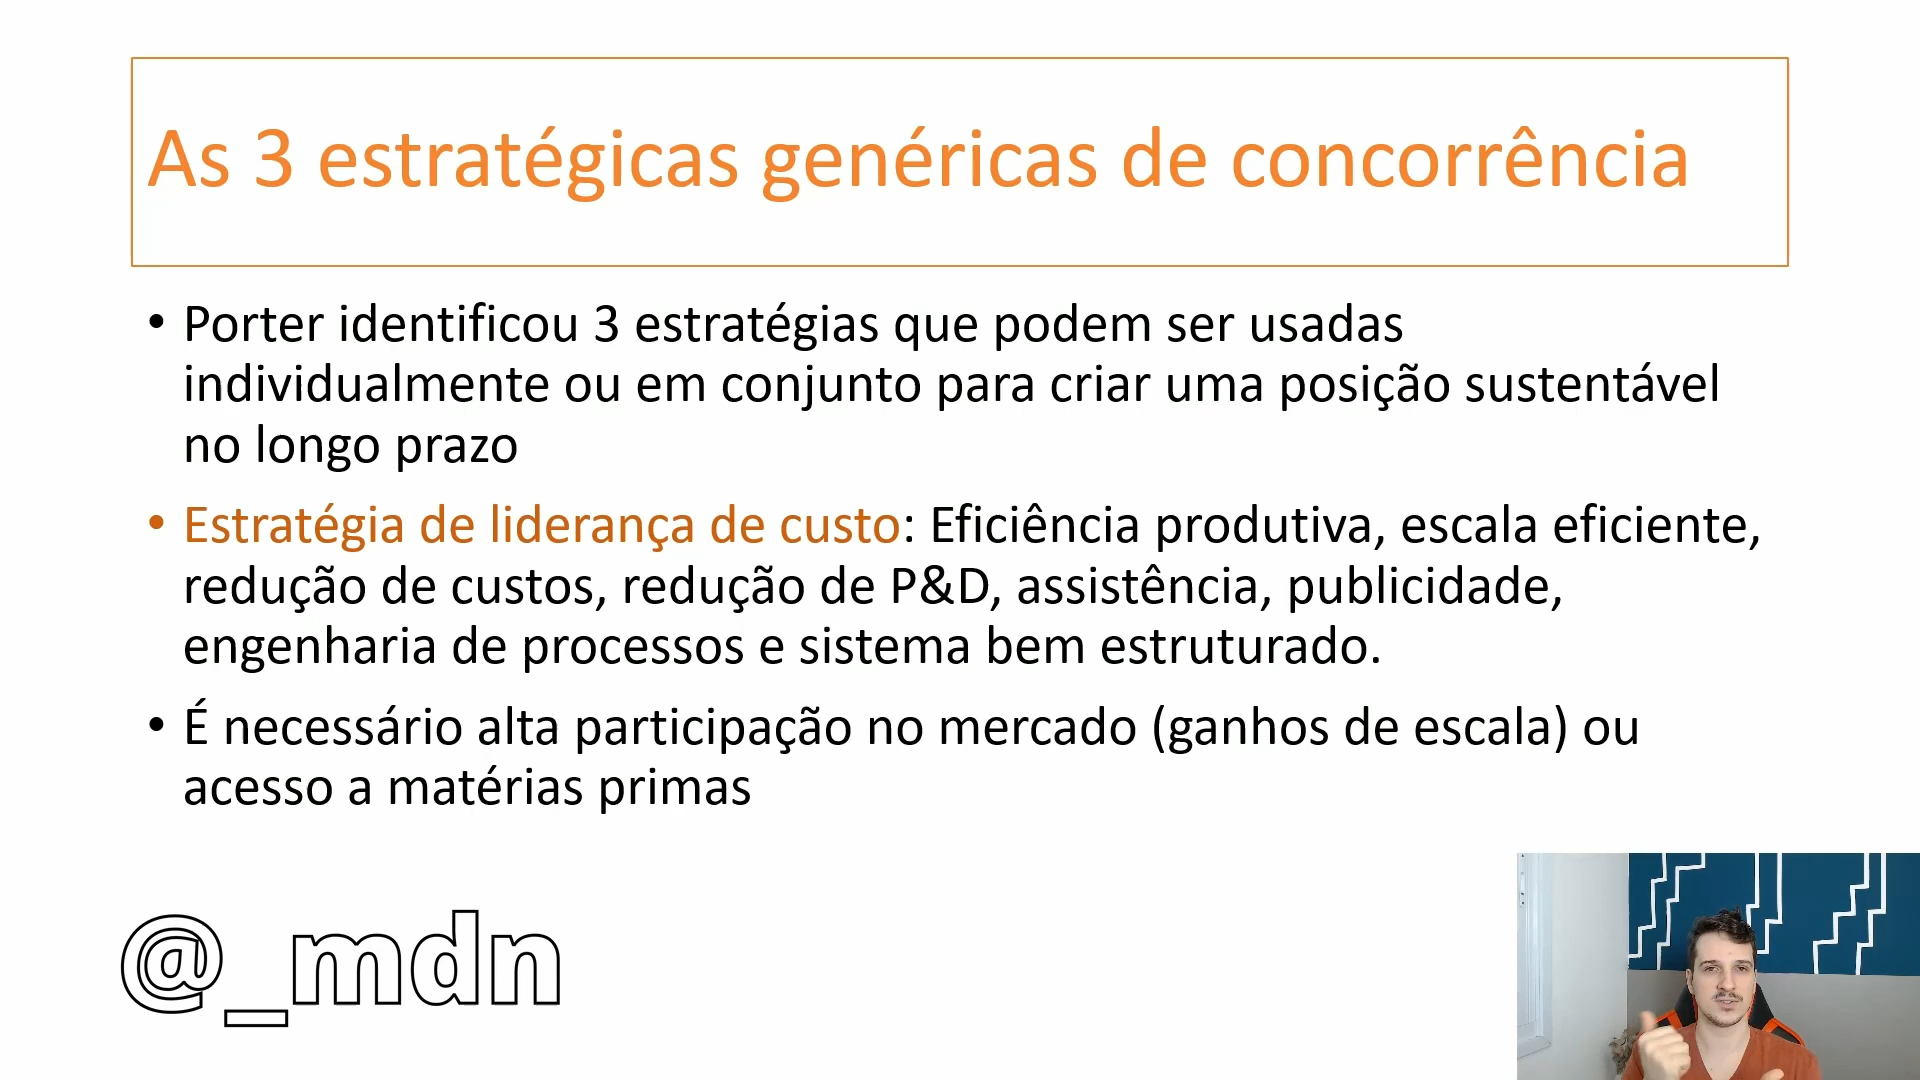 As 3 estratégicas genéricas de concorrência
• Porter identificou 3 estratégias que podem ser usadas
individualmente ou em conjunto para criar uma posição sustentável
no longo prazo
• Estratégia de liderança de custo: Eficiência produtiva, escala eficiente,
redução de custos, redução de P&D, assistência, publicidade,
engenharia de processos e sistema bem estruturado.
• É necessário alta participação no mercado (ganhos de escala) ou
acesso a matérias primas
@_mdn